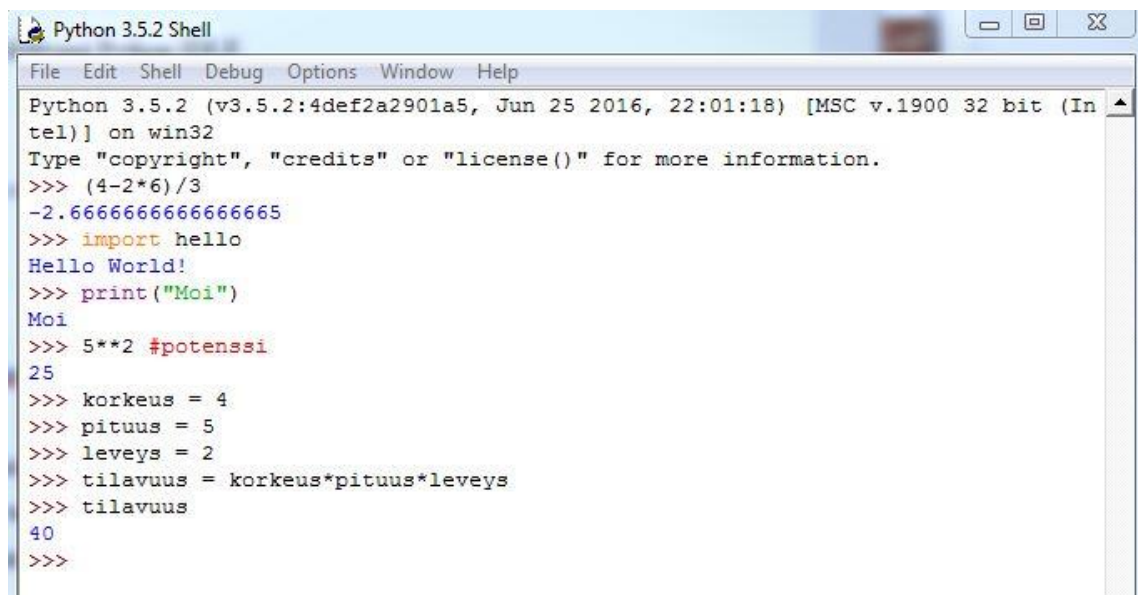 Python 3.5.2 Shell
File Edit Shell Debug Options Window Help
Python 3.5.2 (v3.5.2:4def2a2901a5, Jun 25 2016, 22:01:18) [MSC v.1900 32 bit (In
tel)] on win32
Type "copyright", "credits" or "license()" for more information.
>>> (4-2*6)/3
-2.6666666666666665
>>> import hello
Hello World!
>>> print("Moi")
Moi
>>> 5**2 #potenssi
25
>>> korkeus = 4
>>> pituus = 5
>>> leveys = 2
>>> tilavuus = korkeus*pituus*leveys
>>> tilavuus
40
>>>